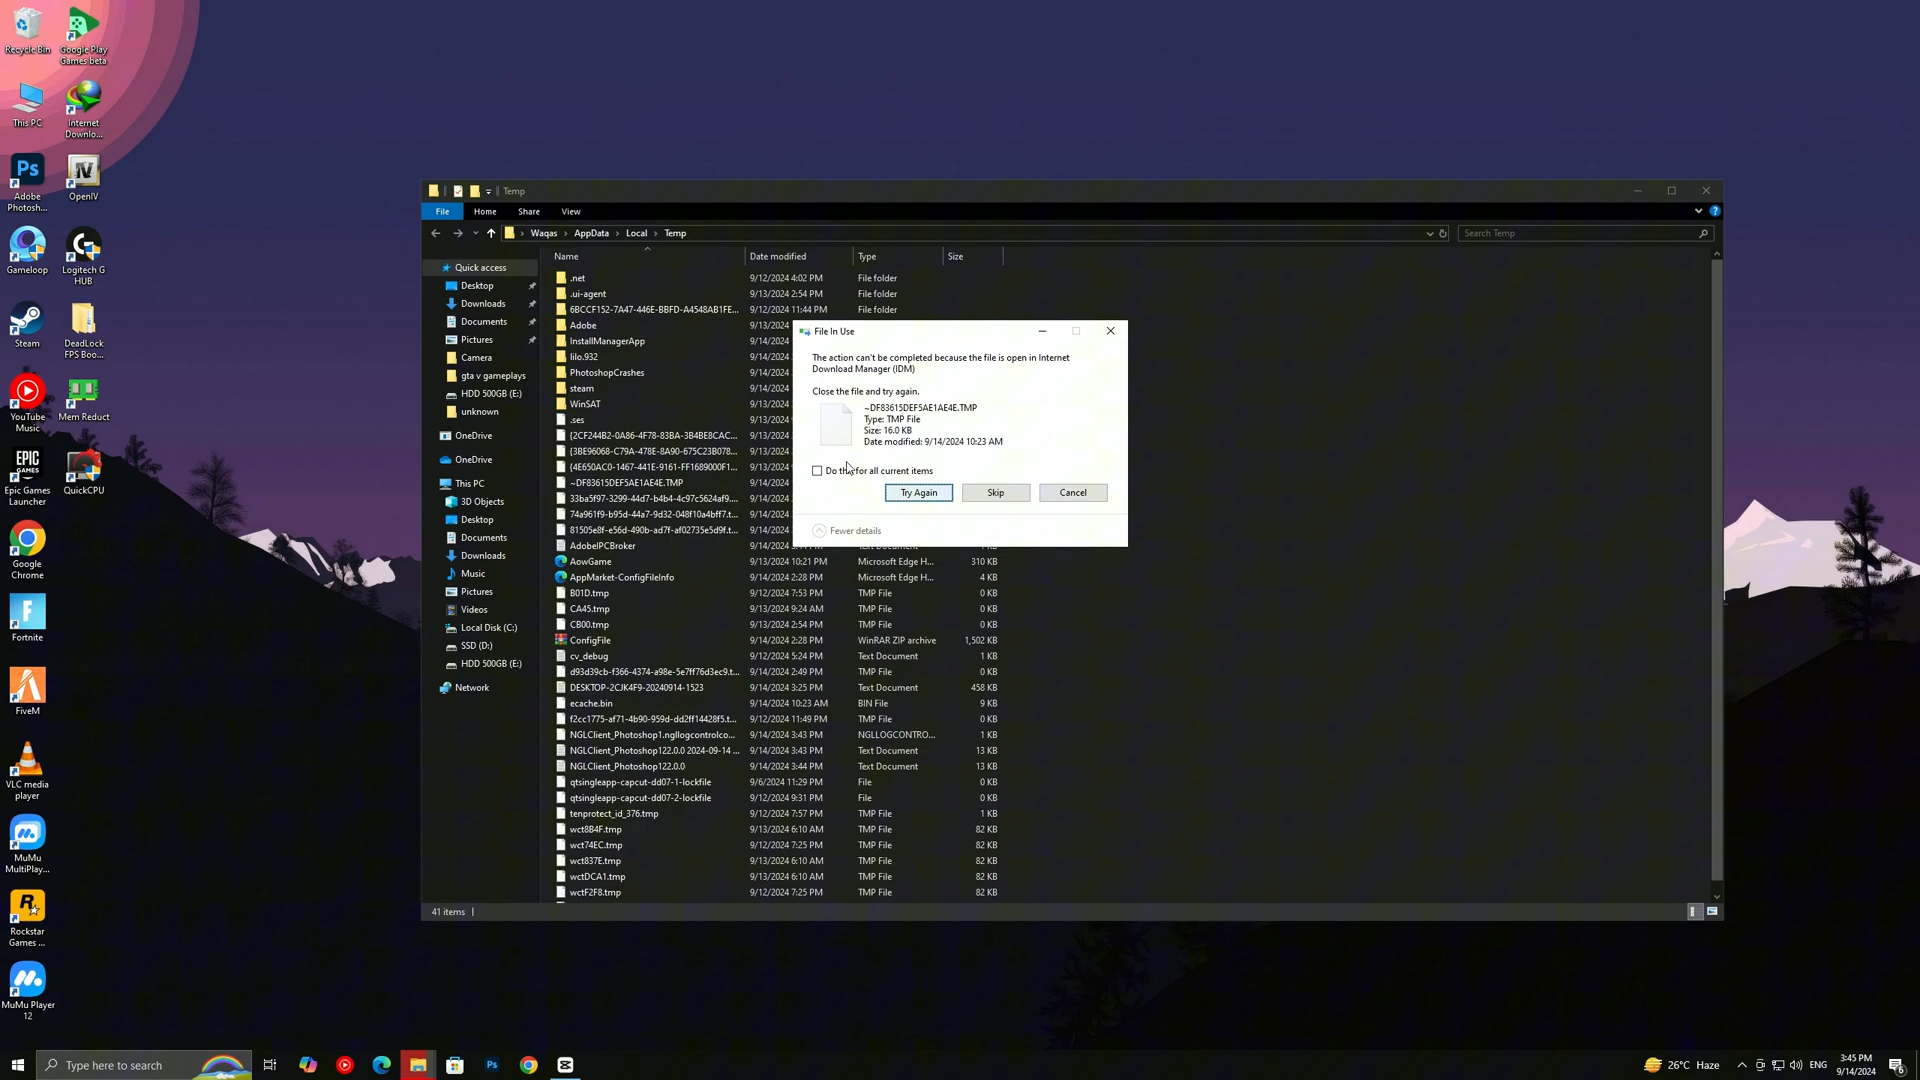 Recycle Bin
Google Play
Games beta
This PC
Internet
Downlo...
Adobe
Photosh...
OpenIV
Gameloop
Logitech G
HUB
Steam
DeadLock
FPS Boo...
YouTube
Music
Mem Reduct
Epic Games
Launcher
QuickCPU
Google
Chrome
Fortnite
FiveM
VLC media
player
MuMu
MultiPlay...
Rockstar
Games ...
MuMu Player
12
Temp
File Home Share View
Waqas › AppData › Local › Temp
Search Temp
Quick access
Desktop
Downloads
Documents
Pictures
Camera
gta v gameplays
HDD 500GB (E:)
unknown
OneDrive
OneDrive
This PC
3D Objects
Desktop
Documents
Downloads
Music
Pictures
Videos
Local Disk (C:)
SSD (D:)
HDD 500GB (E:)
Network
Name Date modified Type Size
.net 9/12/2024 4:02 PM File folder
.ui-agent 9/13/2024 2:54 PM File folder
6BCCF152-7A47-446E-BBFD-A4548AB1FE... 9/12/2024 11:44 PM File folder
Adobe 9/13/2024
InstallManagerApp 9/14/2024
lilo.932 9/14/2024
PhotoshopCrashes 9/14/2024
steam 9/14/2024
WinSAT 9/13/2024
.ses 9/13/2024
{2CF244B2-0A86-4F78-83BA-3B4BE8CAC... 9/13/2024
{3BE96068-C79A-478E-8A90-675C23B078... 9/13/2024
{4E650AC0-1467-441E-9161-FF1689000F1... 9/13/2024
~DF83615DEF5AE1AE4E.TMP 9/14/2024
33ba5f97-3299-44d7-b4b4-4c97c5624af9.... 9/14/2024
74a961f9-b95d-44a7-9d32-048f10a4bff7.t... 9/14/2024
81505e8f-e56d-490b-ad7f-af02735e5d9f.t... 9/14/2024
AdobeIPCBroker
AowGame 9/13/2024 10:21 PM Microsoft Edge H... 310 KB
AppMarket-ConfigFileInfo 9/14/2024 2:28 PM Microsoft Edge H... 4 KB
B01D.tmp 9/12/2024 7:53 PM TMP File 0 KB
CA45.tmp 9/13/2024 9:24 AM TMP File 0 KB
CB00.tmp 9/13/2024 2:54 PM TMP File 0 KB
ConfigFile 9/14/2024 2:28 PM WinRAR ZIP archive 1,502 KB
cv_debug 9/12/2024 5:24 PM Text Document 1 KB
d93d39cb-f366-4374-a98e-5e7ff76d3ec9.t... 9/14/2024 2:49 PM TMP File 0 KB
DESKTOP-2CJK4F9-20240914-1523 9/14/2024 3:25 PM Text Document 458 KB
ecache.bin 9/14/2024 10:23 AM BIN File 9 KB
f2cc1775-af71-4b90-959d-dd2ff14428f5.t... 9/12/2024 11:49 PM TMP File 0 KB
NGLClient_Photoshop1.ngllogcontrolco... 9/14/2024 3:43 PM NGLLOGCONTRO... 1 KB
NGLClient_Photoshop122.0.0 2024-09-14 ... 9/14/2024 3:43 PM Text Document 13 KB
NGLClient_Photoshop122.0.0 9/14/2024 3:44 PM Text Document 13 KB
qtsingleapp-capcut-dd07-1-lockfile 9/6/2024 11:29 PM File 0 KB
qtsingleapp-capcut-dd07-2-lockfile 9/12/2024 9:31 PM File 0 KB
tenprotect_id_376.tmp 9/12/2024 7:57 PM TMP File 1 KB
wct8B4F.tmp 9/13/2024 6:10 AM TMP File 82 KB
wct74EC.tmp 9/12/2024 7:25 PM TMP File 82 KB
wct837E.tmp 9/13/2024 6:10 AM TMP File 82 KB
wctDCA1.tmp 9/13/2024 6:10 AM TMP File 82 KB
wctF2F8.tmp 9/12/2024 7:25 PM TMP File 82 KB
41 items
File In Use
The action can't be completed because the file is open in Internet
Download Manager (IDM)
Close the file and try again.
~DF83615DEF5AE1AE4E.TMP
Type: TMP File
Size: 16.0 KB
Date modified: 9/14/2024 10:23 AM
Do this for all current items
Try Again Skip Cancel
Fewer details
Type here to search
26°C Haze
ENG
3:45 PM
9/14/2024
6